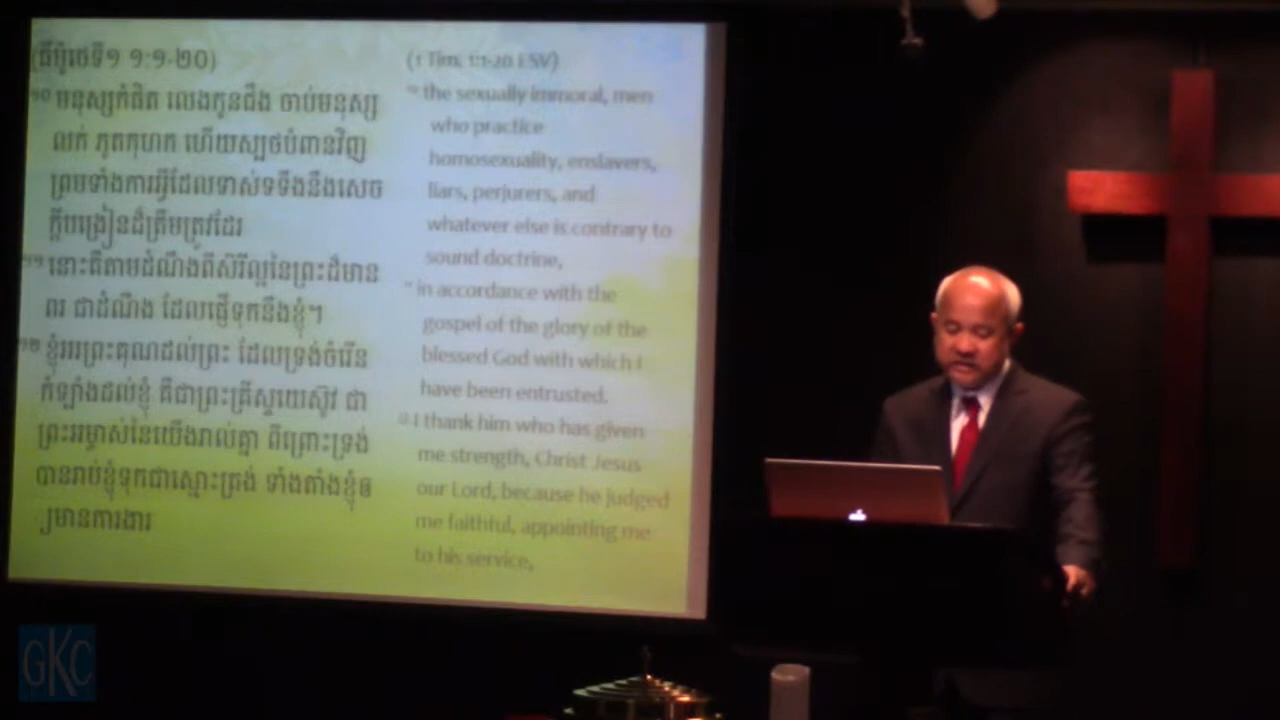 (ធីម៉ូថេទី១ ១:១-២០)
១០ មនុស្សកំផិត លេងកូនជឹង ចាប់មនុស្ស
លក់ ភូតកុហក ហើយស្បថបំពានវិញ
ព្រមទាំងការអ្វីដែលទាស់ទទឹងនឹងសេច
ក្ដីបង្រៀនដ៏ត្រឹមត្រូវដែរ
១១ នោះគឺតាមដំណឹងពីសិរីល្អនៃព្រះដ៏មាន
ពរ ជាដំណឹង ដែលផ្ញើទុកនឹងខ្ញុំ។
១២ ខ្ញុំអរព្រះគុណដល់ព្រះ ដែលទ្រង់ចំរើន
កំឡាំងដល់ខ្ញុំ គឺជាព្រះគ្រីស្ទយេស៊ូវ ជា
ព្រះអម្ចាស់នៃយើងរាល់គ្នា ពីព្រោះទ្រង់
បានរាប់ខ្ញុំទុកជាស្មោះត្រង់ ទាំងតាំងខ្ញុំឲ
្យមានការងារ
(1 Tim. 1:1-20 ESV)
10 the sexually immoral, men
who practice
homosexuality, enslavers,
liars, perjurers, and
whatever else is contrary to
sound doctrine,
11 in accordance with the
gospel of the glory of the
blessed God with which I
have been entrusted.
12 I thank him who has given
me strength, Christ Jesus
our Lord, because he judged
me faithful, appointing me
to his service,
GKC